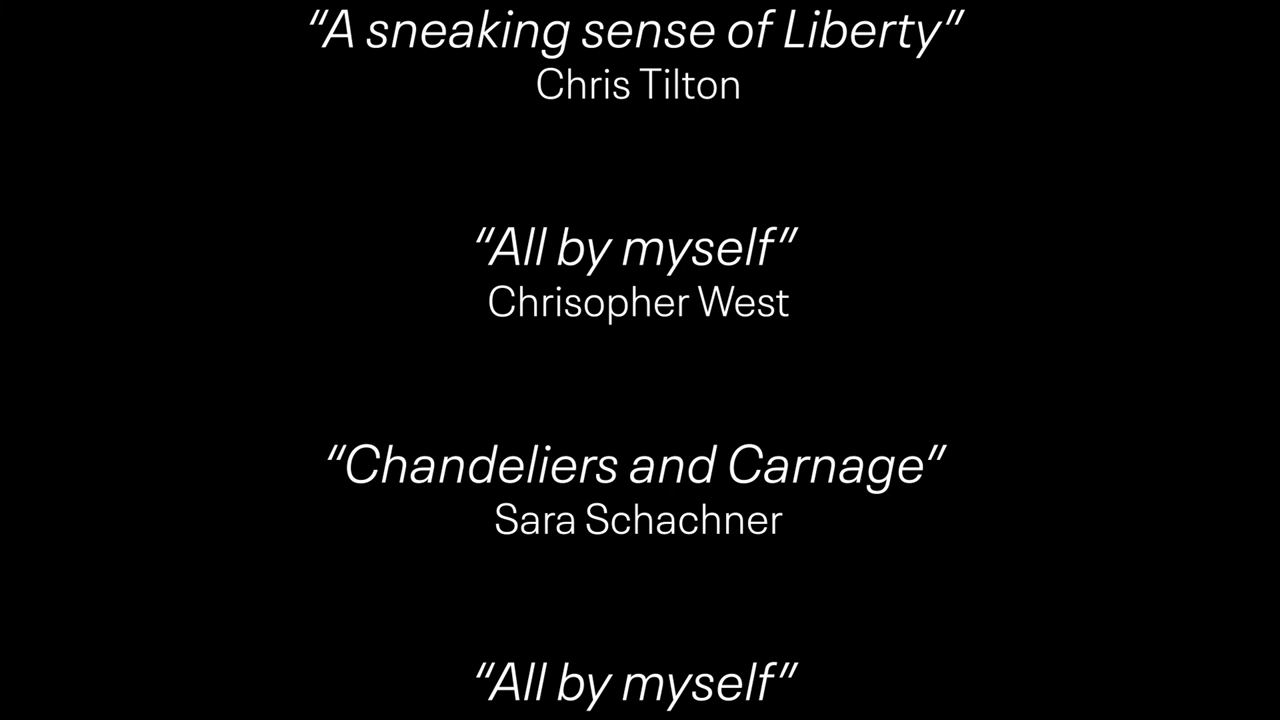 “A sneaking sense of Liberty”
Chris Tilton
“All by myself”
Chrisopher West
“Chandeliers and Carnage”
Sara Schachner
“All by myself”